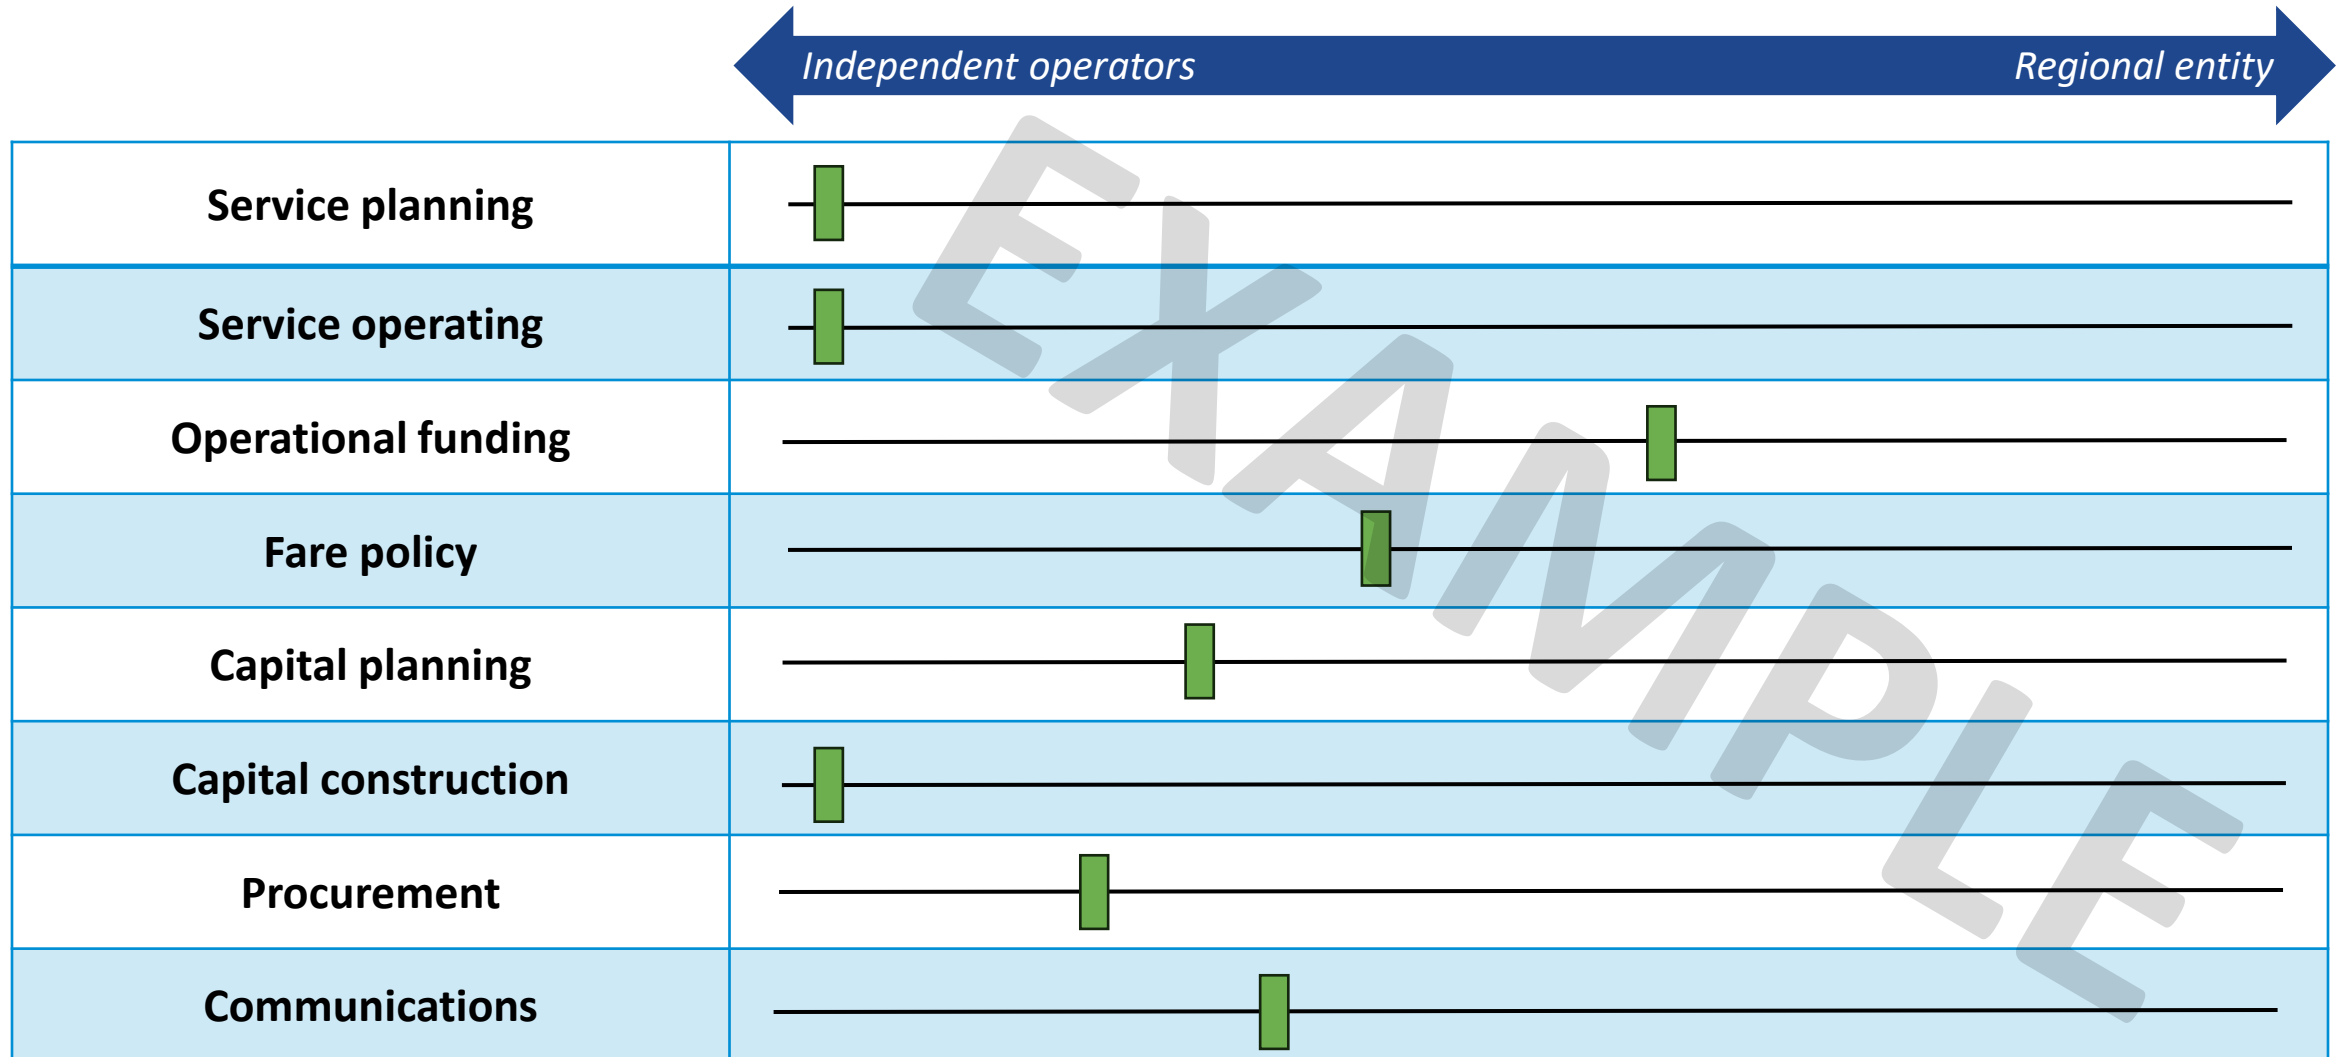 Independent operators
Regional entity
Service planning
Service operating
Operational funding
Fare policy
Capital planning
Capital construction
Procurement
Communications
EXAMPLE